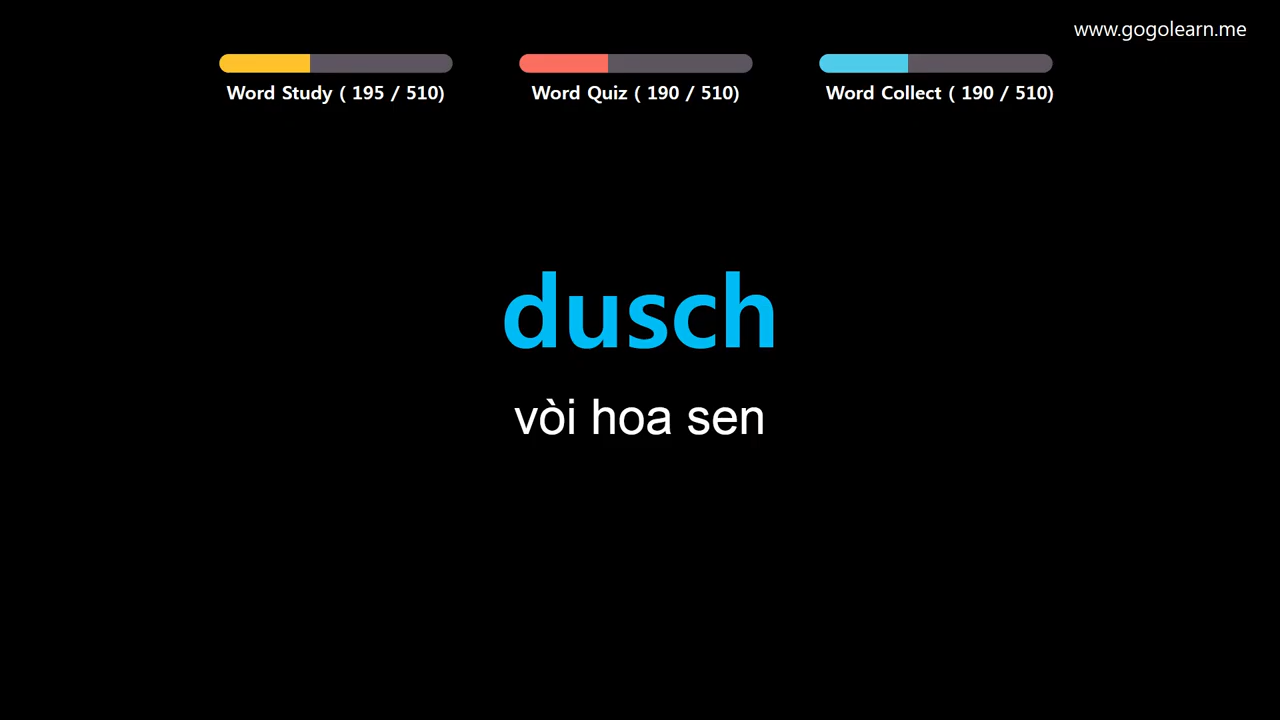 www.gogolearn.me
Word Study ( 195 / 510)
Word Quiz ( 190 / 510)
Word Collect ( 190 / 510)
dusch
vòi hoa sen